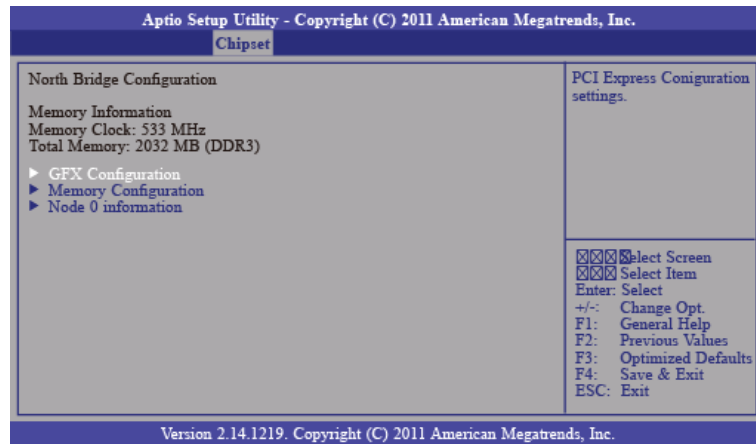 Aptio Setup Utility - Copyright (C) 2011 American Megatrends, Inc.
Chipset
North Bridge Configuration
Memory Information
Memory Clock: 533 MHz
Total Memory: 2032 MB (DDR3)
GFX Configuration
Memory Configuration
Node 0 information
PCI Express Coniguration
settings.
Select Screen
Select Item
Enter: Select
+/-: Change Opt.
F1: General Help
F2: Previous Values
F3: Optimized Defaults
F4: Save & Exit
ESC: Exit
Version 2.14.1219. Copyright (C) 2011 American Megatrends, Inc.